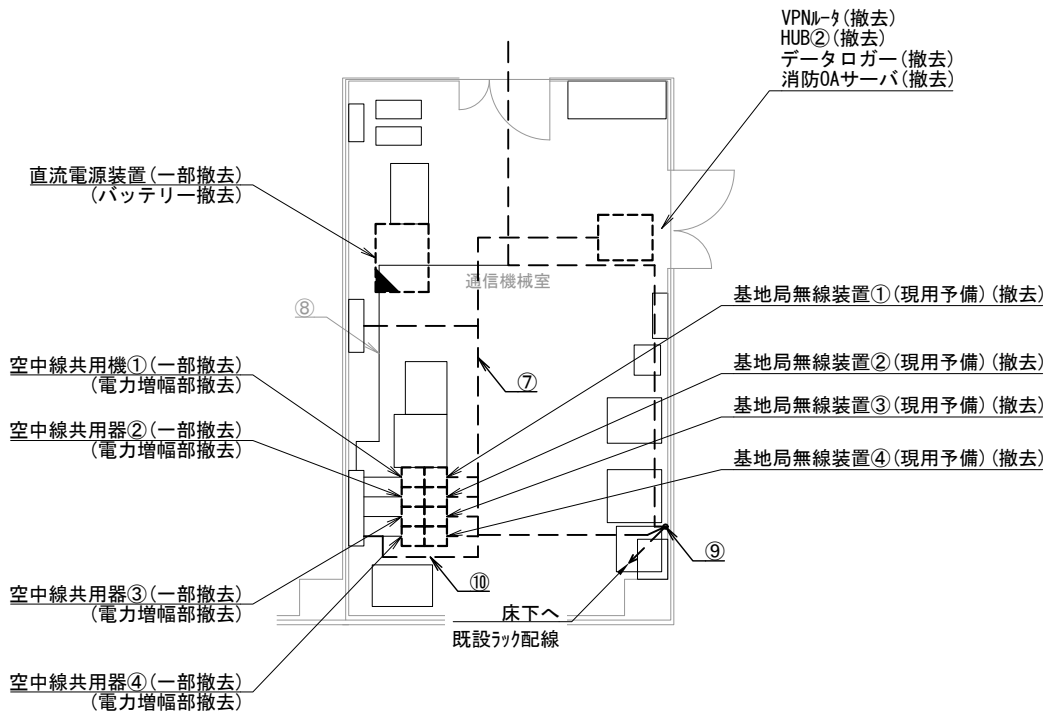 VPNﾙｰﾀ(撤去)
HUB②(撤去)
データロガー(撤去)
消防OAサーバ(撤去)
直流電源装置(一部撤去)
(バッテリー撤去)
通信機械室
⑧
基地局無線装置①(現用予備)(撤去)
空中線共用機①(一部撤去)
(電力増幅部撤去)
⑦
基地局無線装置②(現用予備)(撤去)
基地局無線装置③(現用予備)(撤去)
空中線共用器②(一部撤去)
(電力増幅部撤去)
基地局無線装置④(現用予備)(撤去)
⑨
⑩
空中線共用器③(一部撤去)
(電力増幅部撤去)
床下へ
既設ﾗｯｸ配線
空中線共用器④(一部撤去)
(電力増幅部撤去)